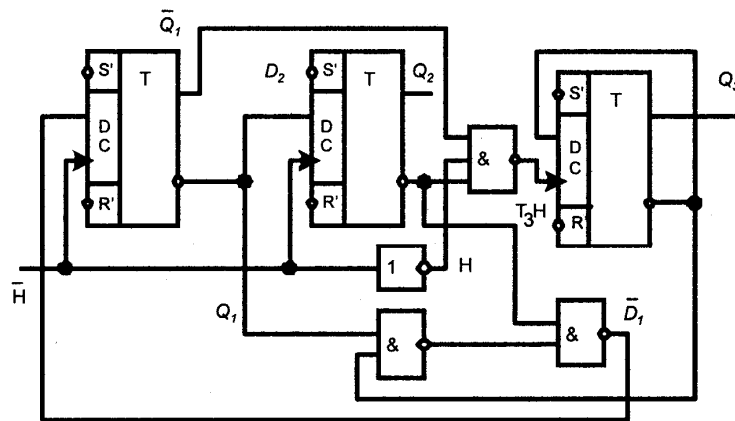 Q̅₁
S' T D₂ S' T Q₂ S' T Q₃
D C D C & D C
R' R' T₃H R'
H̅ 1 H
Q₁ & & D̅₁